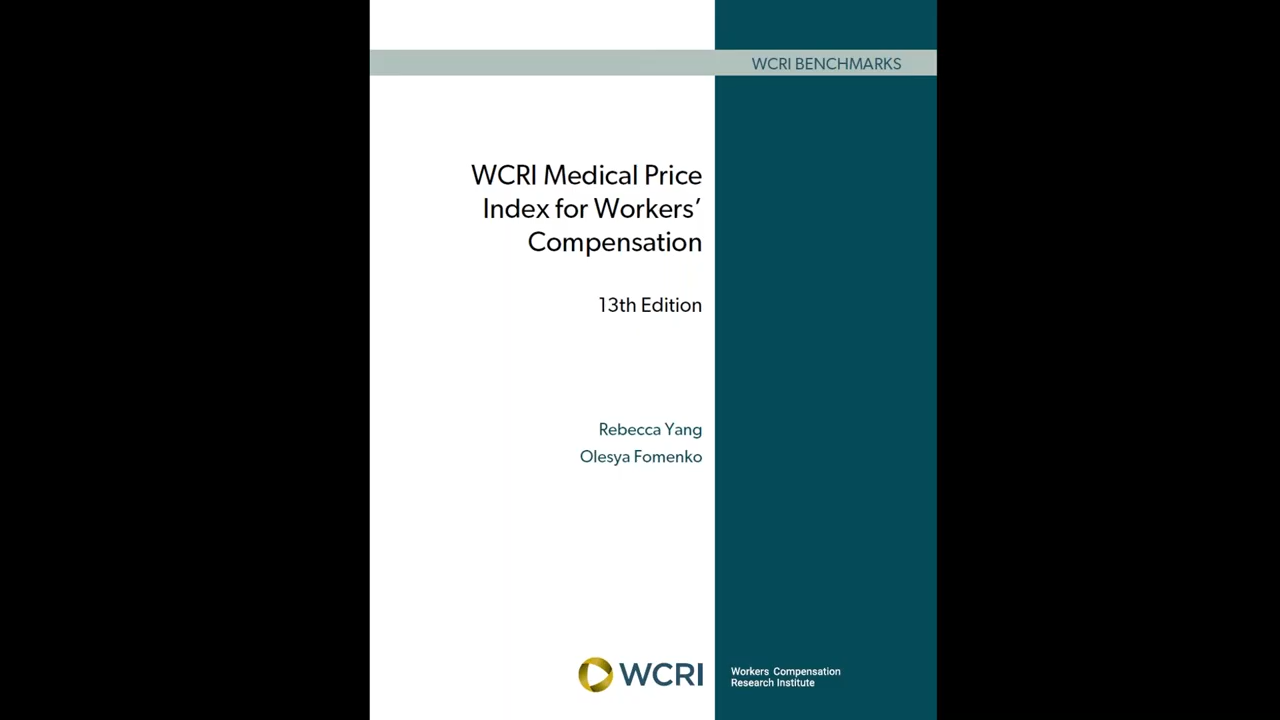 WCRI BENCHMARKS
WCRI Medical Price
Index for Workers’
Compensation
13th Edition
Rebecca Yang
Olesya Fomenko
WCRI
Workers Compensation
Research Institute